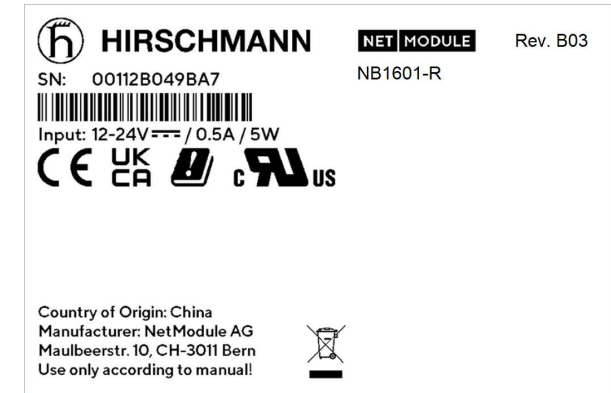 HIRSCHMANN
NET MODULE
Rev. B03
NB1601-R
SN: 00112B049BA7
Input: 12-24V⎓ / 0.5A / 5W
CE UK CA c RU US
Country of Origin: China
Manufacturer: NetModule AG
Maulbeerstr. 10, CH-3011 Bern
Use only according to manual!